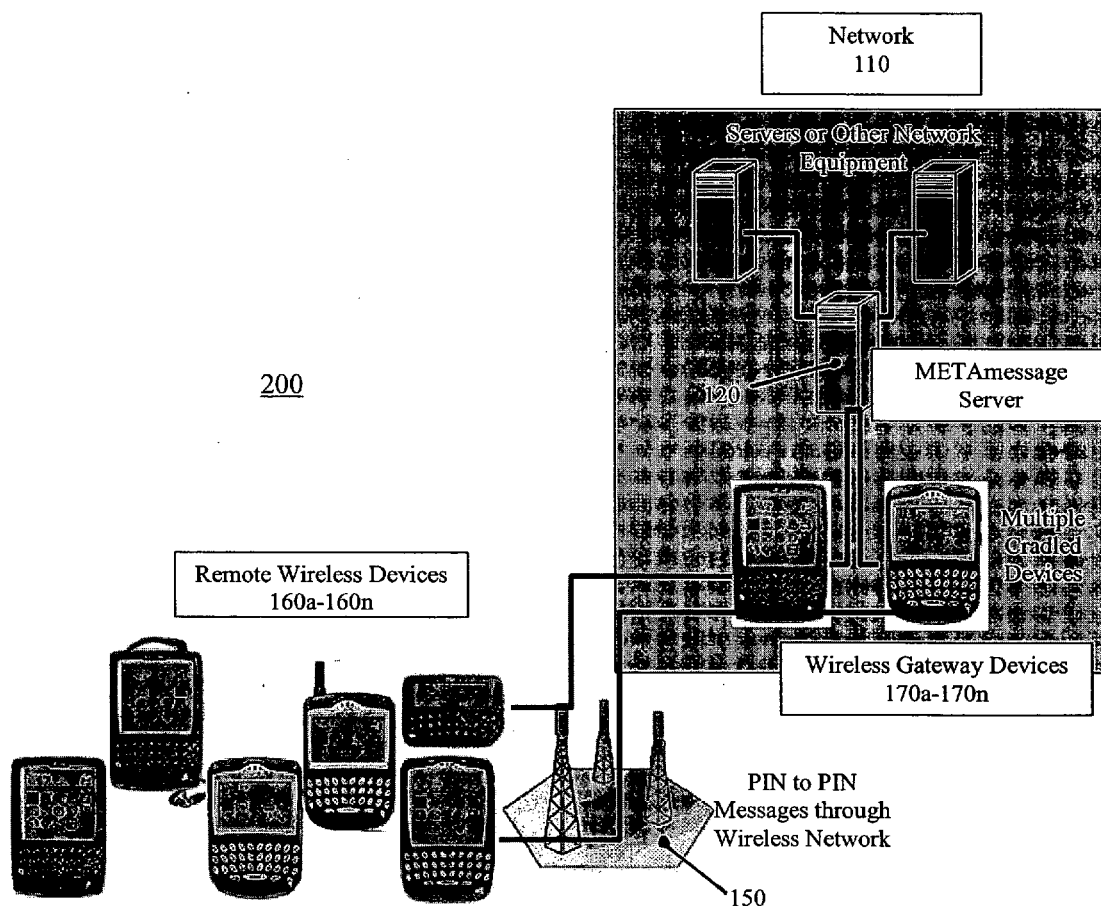 Network
110
Servers or Other Network
Equipment
200
120
METAmessage
Server
Multiple
Cradled
Devices
Remote Wireless Devices
160a-160n
Wireless Gateway Devices
170a-170n
PIN to PIN
Messages through
Wireless Network
150